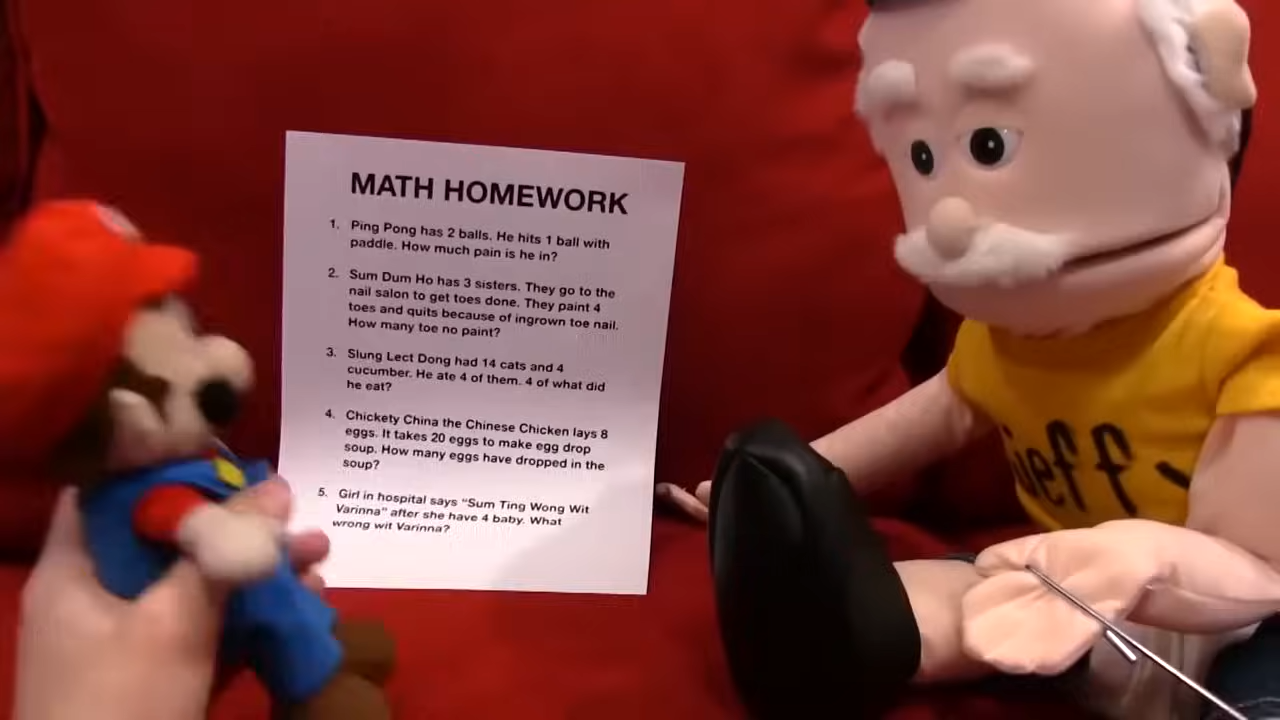 MATH HOMEWORK
1. Ping Pong has 2 balls. He hits 1 ball with
paddle. How much pain is he in?
2. Sum Dum Ho has 3 sisters. They go to the
nail salon to get toes done. They paint 4
toes and quits because of ingrown toe nail.
How many toe no paint?
3. Slung Lect Dong had 14 cats and 4
cucumber. He ate 4 of them. 4 of what did
he eat?
4. Chickety China the Chinese Chicken lays 8
eggs. It takes 20 eggs to make egg drop
soup. How many eggs have dropped in the
soup?
5. Girl in hospital says "Sum Ting Wong Wit
Varinna" after she have 4 baby. What
wrong wit Varinna?
Jeff